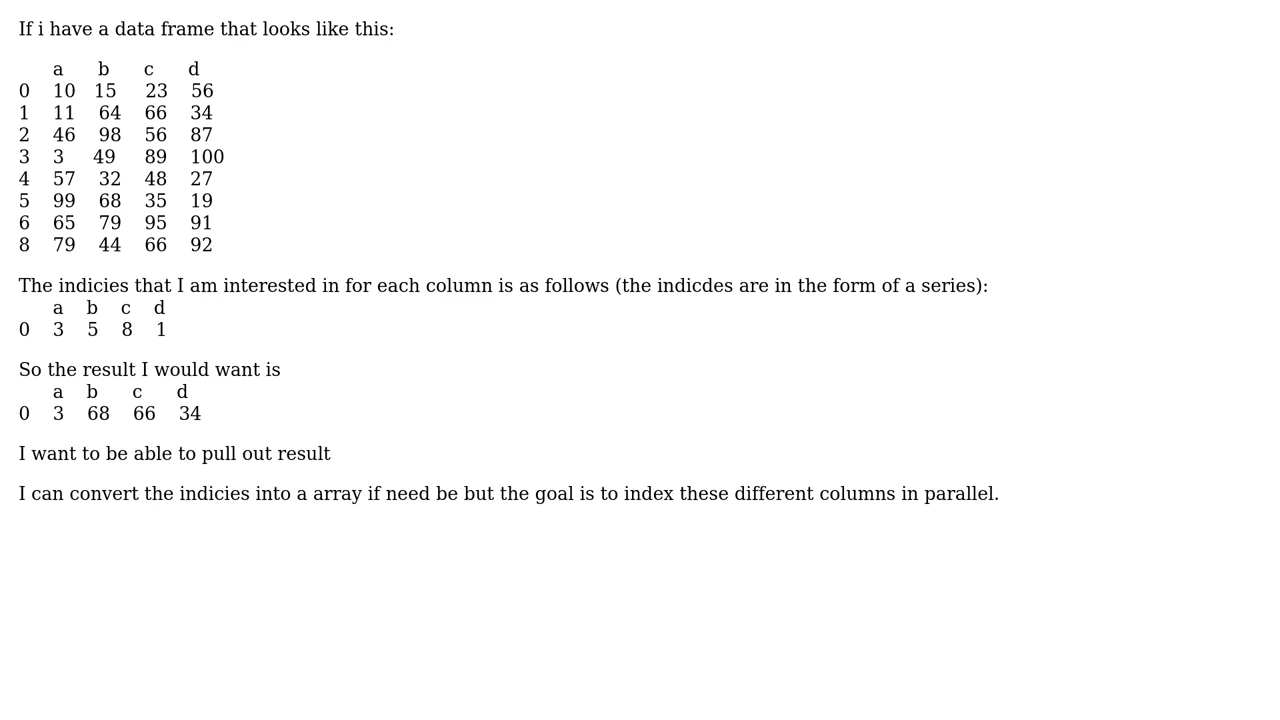 If i have a data frame that looks like this:
a b c d
0 10 15 23 56
1 11 64 66 34
2 46 98 56 87
3 3 49 89 100
4 57 32 48 27
5 99 68 35 19
6 65 79 95 91
8 79 44 66 92
The indicies that I am interested in for each column is as follows (the indicdes are in the form of a series):
a b c d
0 3 5 8 1
So the result I would want is
a b c d
0 3 68 66 34
I want to be able to pull out result
I can convert the indicies into a array if need be but the goal is to index these different columns in parallel.